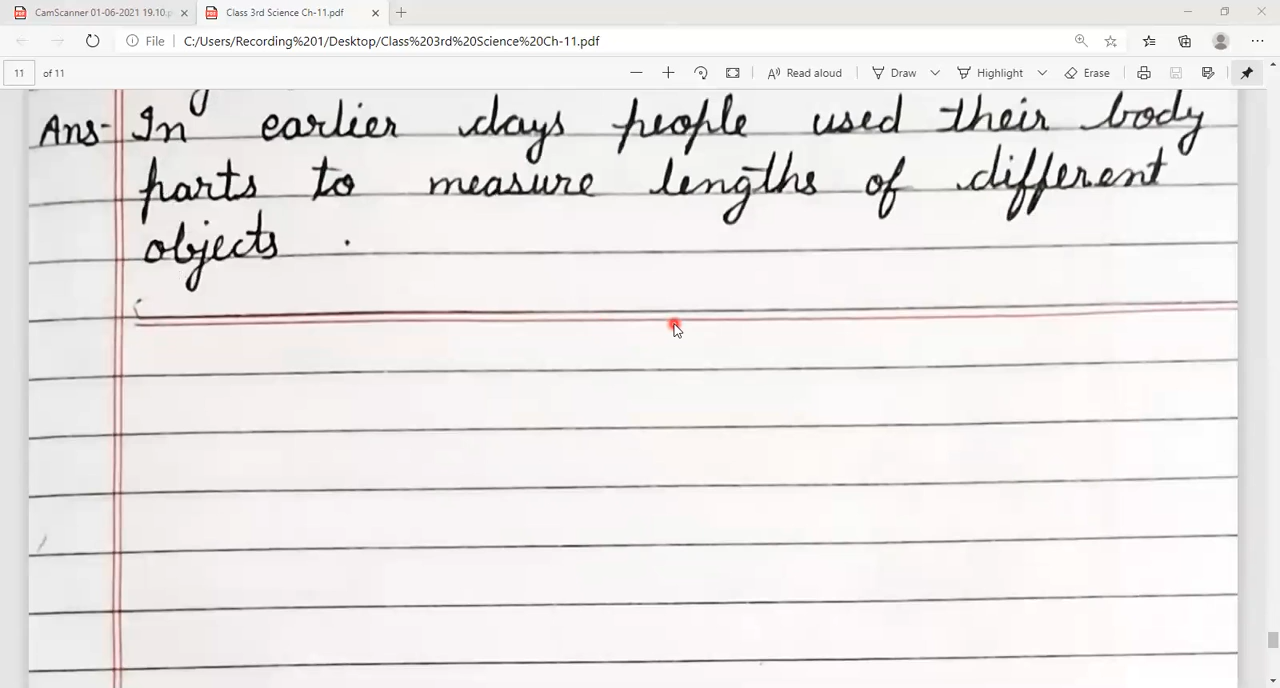 CamScanner 01-06-2021 19.10.p
Class 3rd Science Ch-11.pdf
File
C:/Users/Recording%201/Desktop/Class%203rd%20Science%20Ch-11.pdf
11 of 11
Read aloud
Draw
Highlight
Erase
Ans- In earlier days people used their body
parts to measure lengths of different
objects .